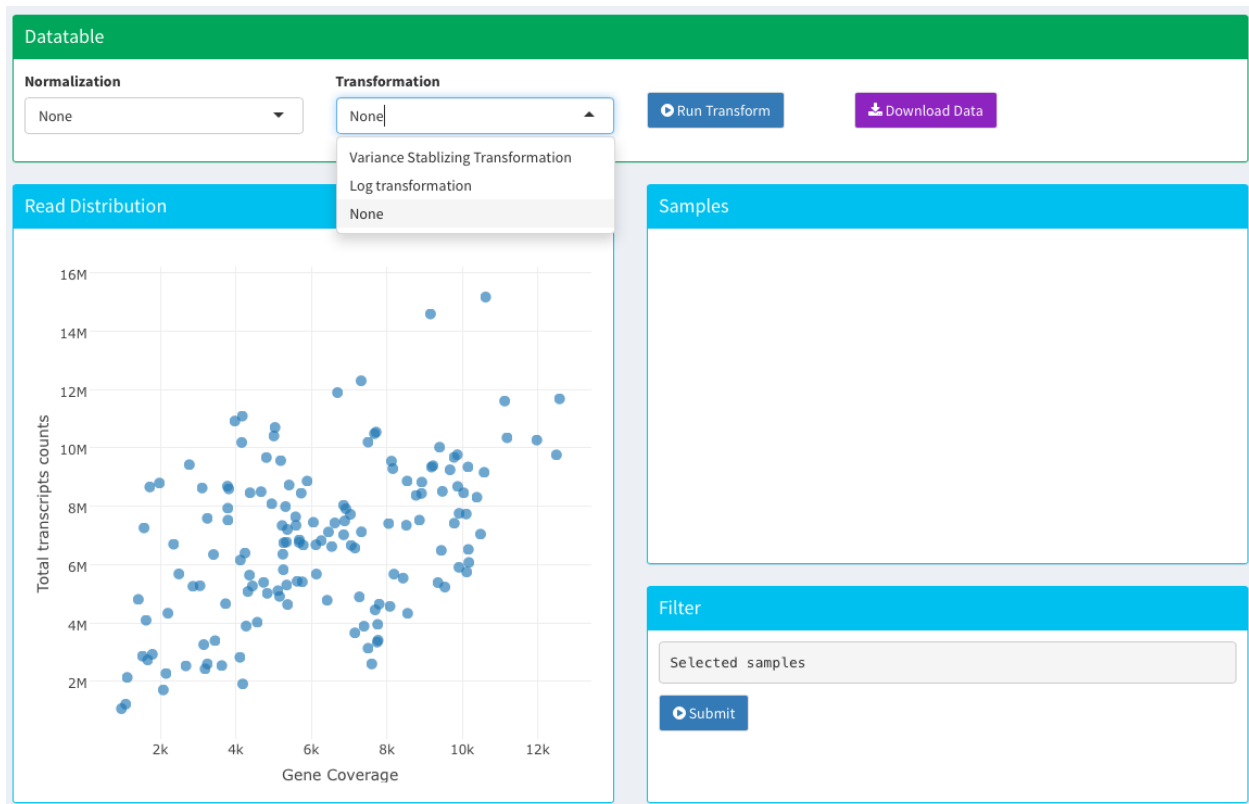 Datatable
Normalization
Transformation
None
None
Run Transform
Download Data
Variance Stablizing Transformation
Log transformation
None
Read Distribution
Samples
16M
14M
12M
10M
8M
6M
4M
2M
Total transcripts counts
2k 4k 6k 8k 10k 12k
Gene Coverage
Filter
Selected samples
Submit